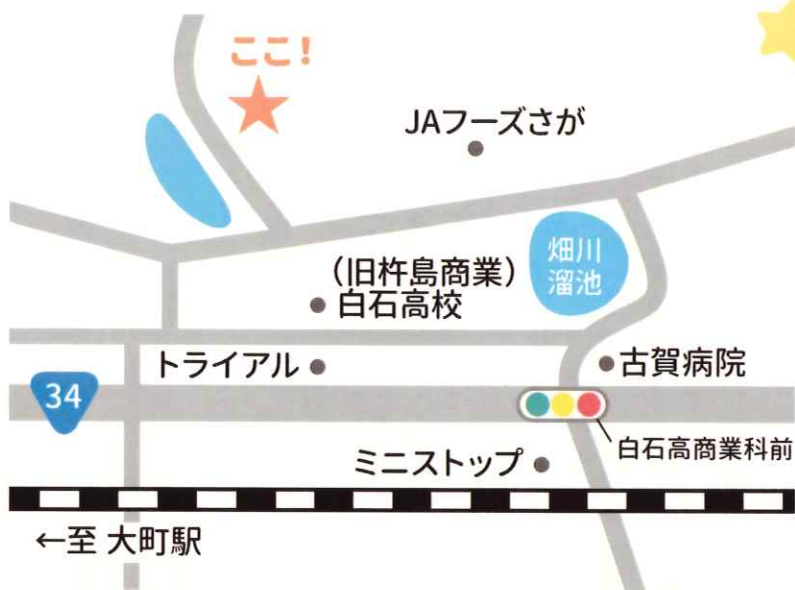 ここ!
JAフーズさが
畑川
溜池
(旧杵島商業)
白石高校
トライアル
古賀病院
34
白石高商業科前
ミニストップ
←至 大町駅